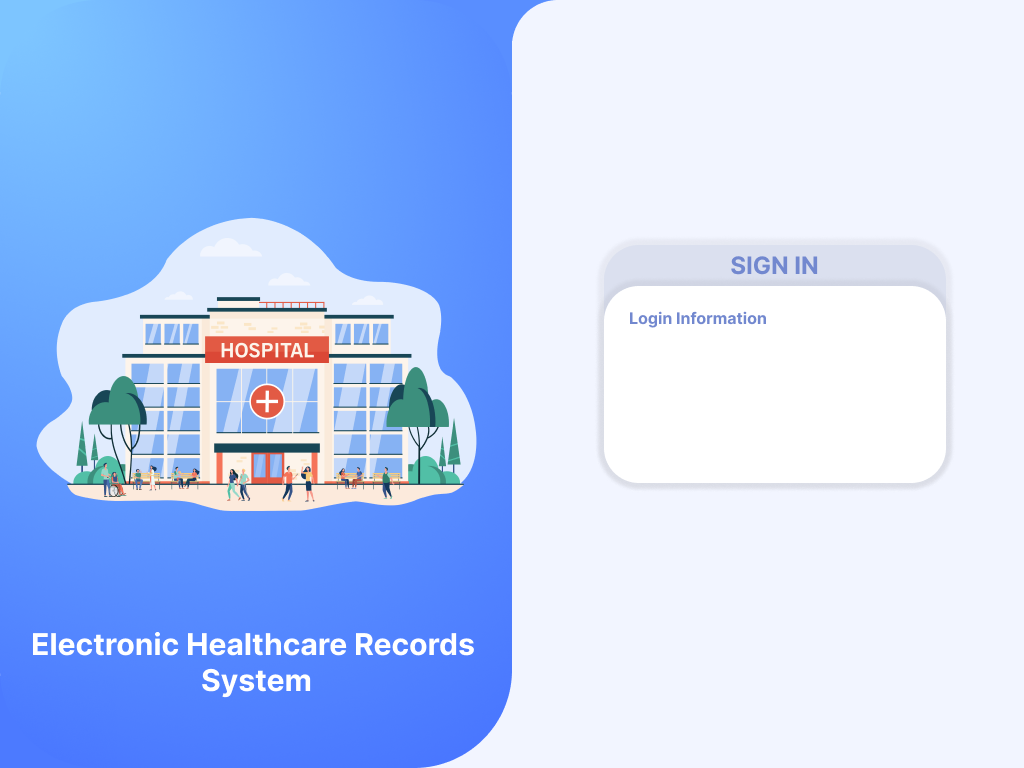 HOSPITAL
Electronic Healthcare Records
System
SIGN IN
Login Information